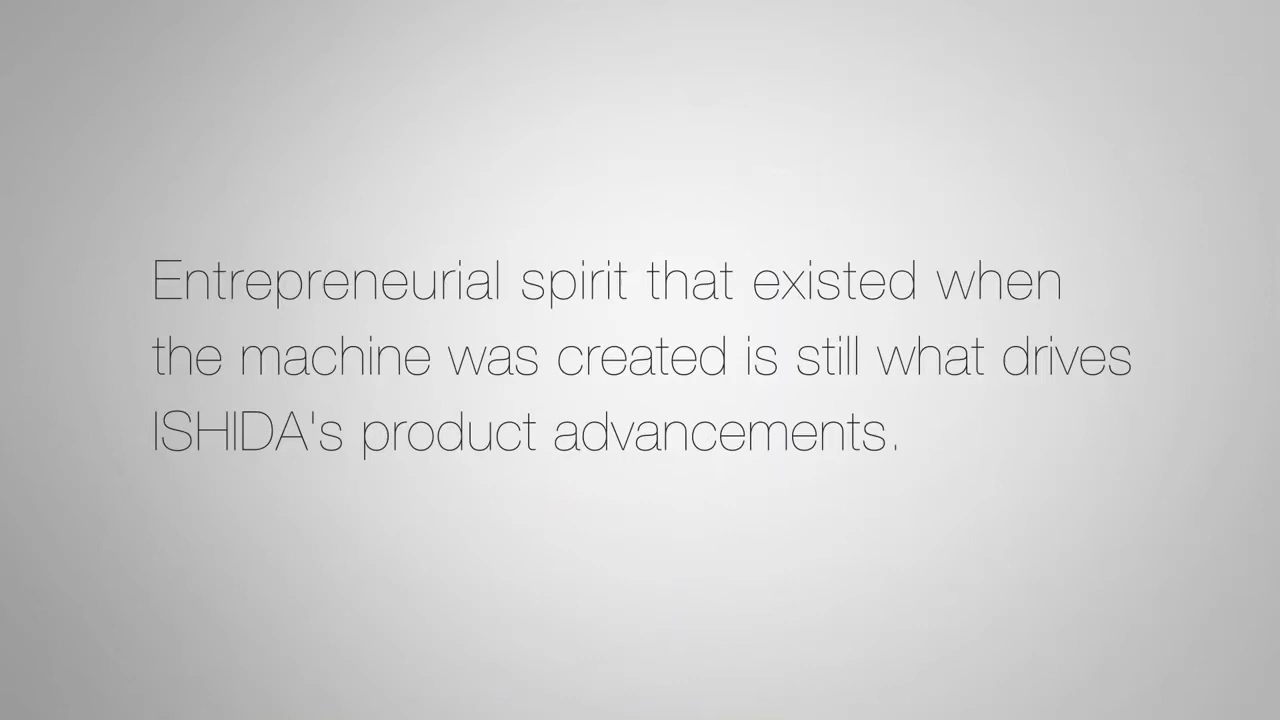 Entrepreneurial spirit that existed when
the machine was created is still what drives
ISHIDA's product advancements.